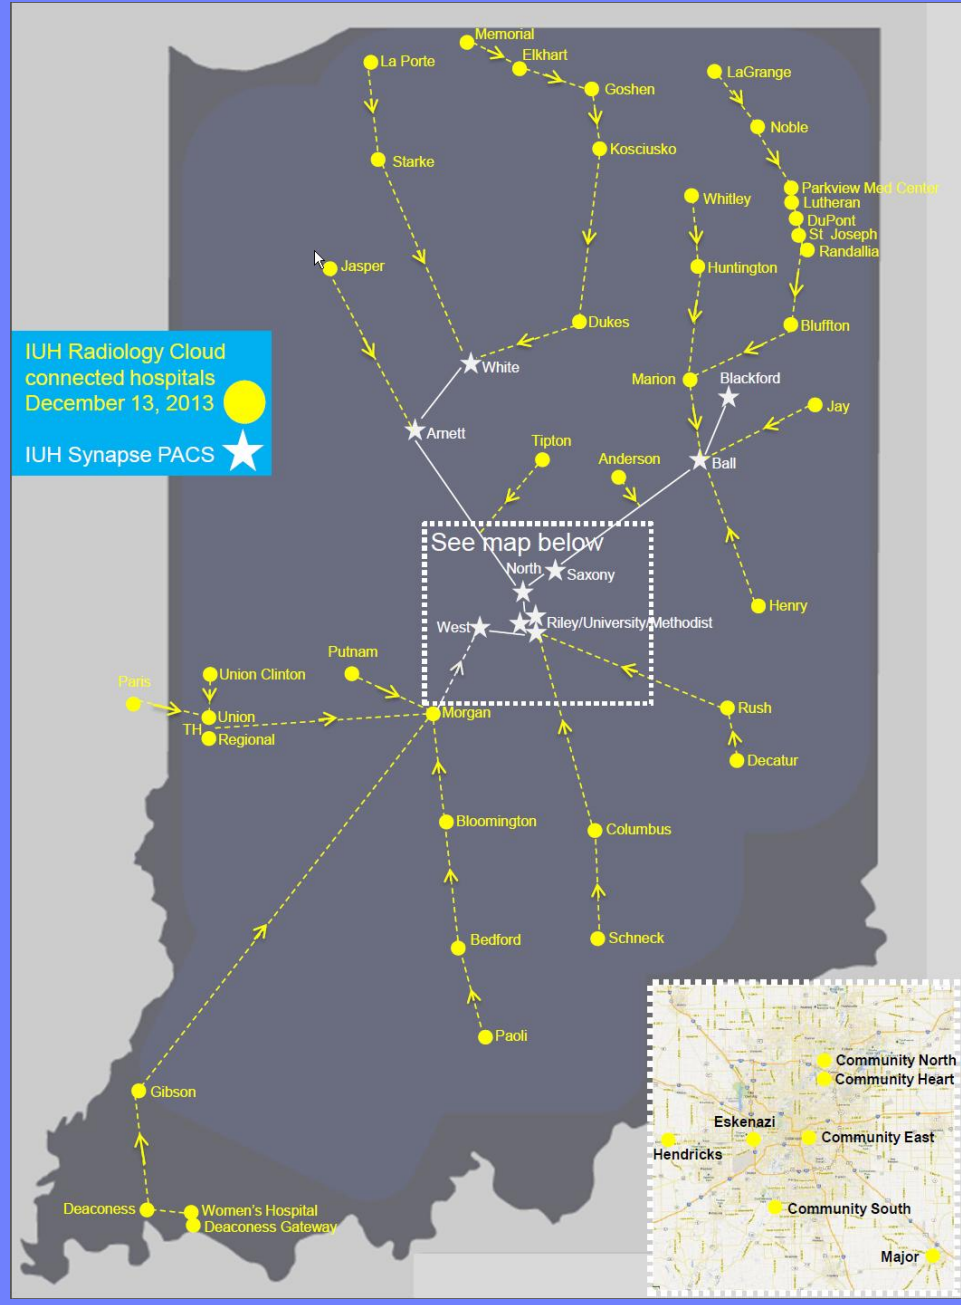 Memorial
Elkhart
La Porte
LaGrange
Goshen
Noble
Kosciusko
Starke
Parkview Med Center
Whitley
Lutheran
DuPont
St Joseph
Randallia
Jasper
Huntington
Dukes
Bluffton
IUH Radiology Cloud
connected hospitals
December 13, 2013
IUH Synapse PACS
White
Marion
Blackford
Jay
Arnett
Tipton
Anderson
Ball
See map below
North
Saxony
Henry
West
Riley/University/Methodist
Putnam
Union Clinton
Paris
Rush
Morgan
Union
TH
Regional
Decatur
Bloomington
Columbus
Bedford
Schneck
Paoli
Gibson
Community North
Community Heart
Eskenazi
Community East
Hendricks
Deaconess
Women's Hospital
Deaconess Gateway
Community South
Major